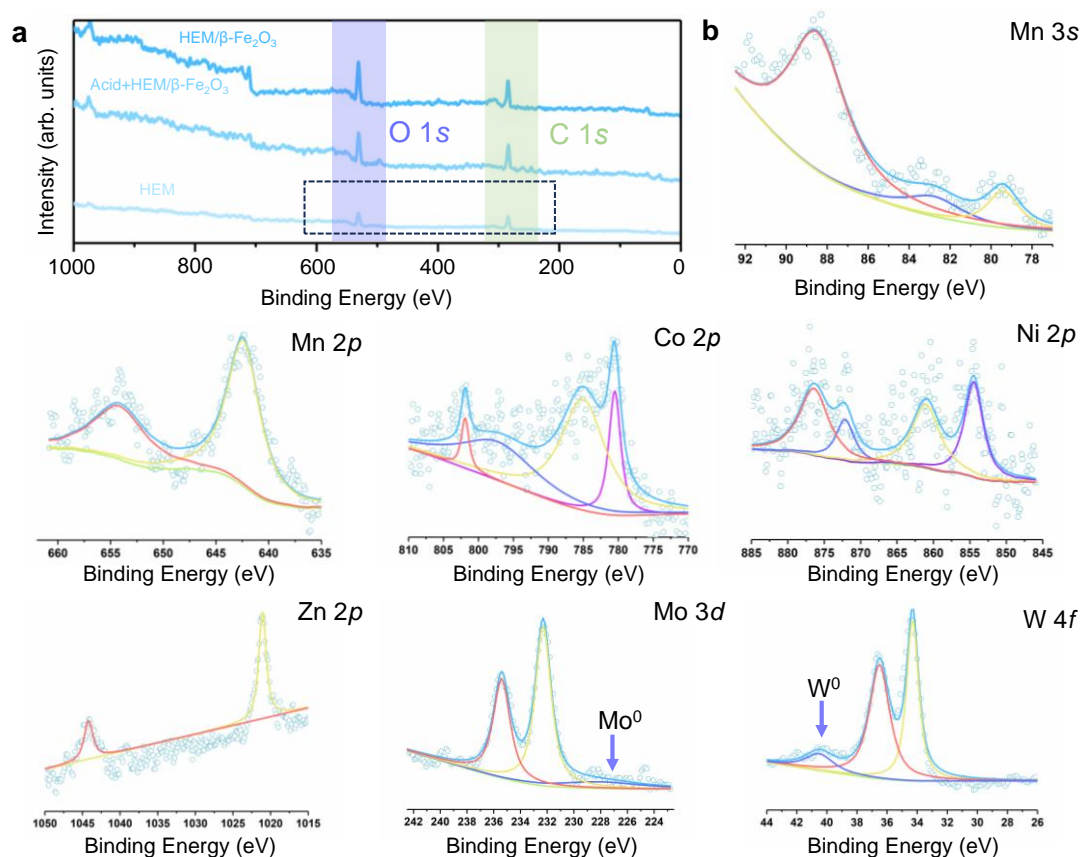 a
HEM/β-Fe₂O₃
Acid+HEM/β-Fe₂O₃
HEM
O 1s
C 1s
Intensity (arb. units)
1000 800 600 400 200 0
Binding Energy (eV)
b
Mn 3s
92 90 88 86 84 82 80 78
Binding Energy (eV)
Mn 2p
660 655 650 645 640 635
Binding Energy (eV)
Co 2p
810 805 800 795 790 785 780 775 770
Binding Energy (eV)
Ni 2p
885 880 875 870 865 860 855 850 845
Binding Energy (eV)
Zn 2p
1050 1040 1030 1021 1015
Binding Energy (eV)
Mo 3d
Mo⁰
242 240 238 236 234 232 230 228 226 224
Binding Energy (eV)
W 4f
W⁰
44 42 40 38 36 34 32 30 28 26
Binding Energy (eV)